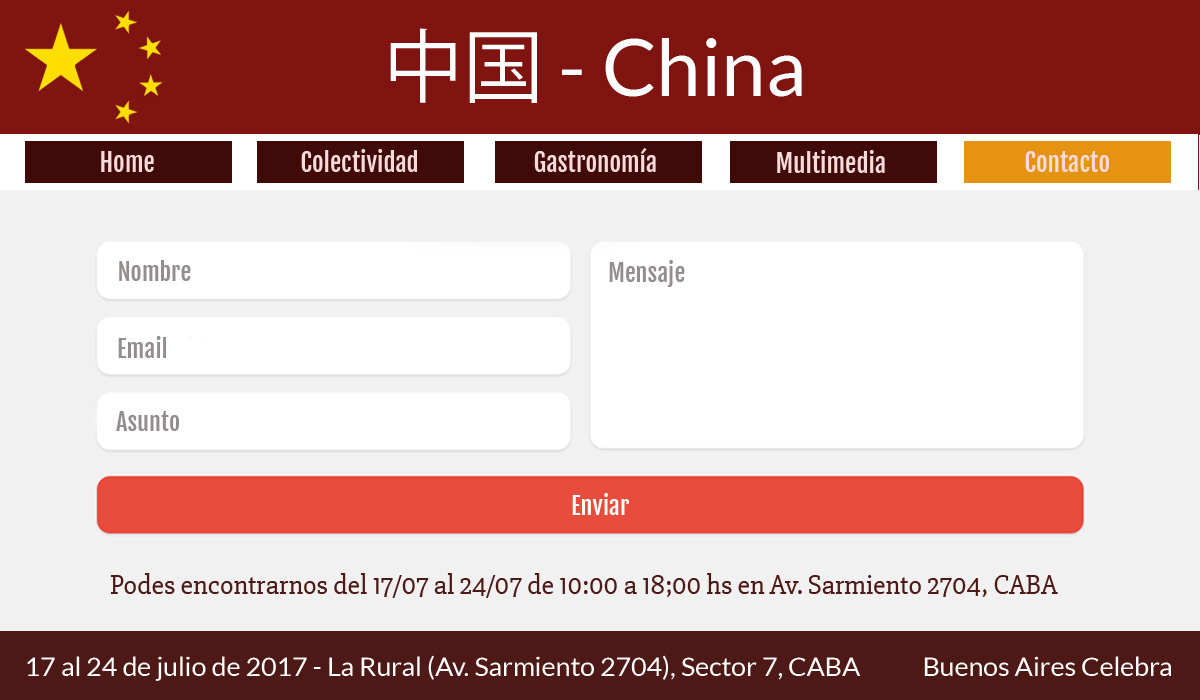 中国 - China
Home
Colectividad
Gastronomía
Multimedia
Contacto
Nombre
Mensaje
Email
Asunto
Enviar
Podes encontrarnos del 17/07 al 24/07 de 10:00 a 18;00 hs en Av. Sarmiento 2704, CABA
17 al 24 de julio de 2017 - La Rural (Av. Sarmiento 2704), Sector 7, CABA
Buenos Aires Celebra